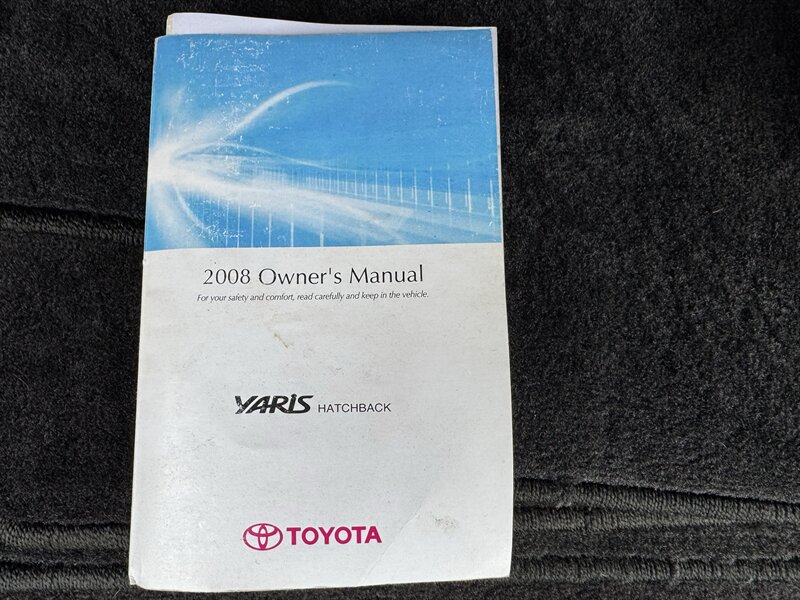 2008 Owner's Manual
For your safety and comfort, read carefully and keep in the vehicle.
YARIS HATCHBACK
TOYOTA